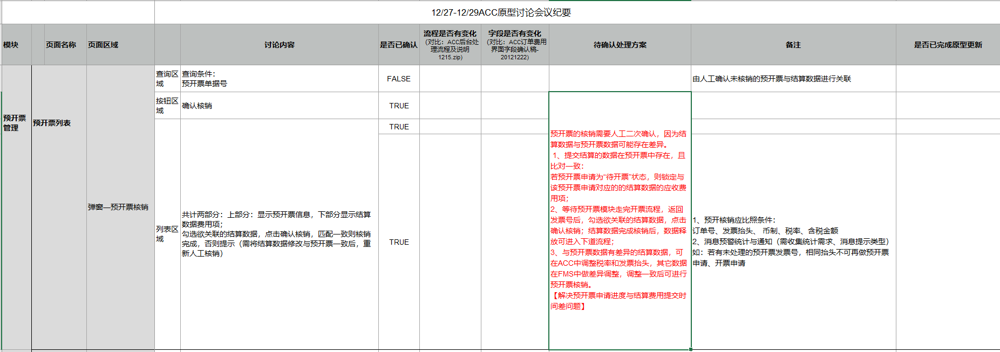 12/27-12/29ACC原型讨论会议纪要
模块
页面名称
页面区域
讨论内容
是否已确认
流程是否有变化
（对比：ACC后台处
理流程及说明
1215.zip)
字段是否有变化
（对比：ACC订单费用
界面字段确认稿-
20121222）
待确认处理方案
备注
是否已完成原型更新
预开票
管理
预开票列表
弹窗—预开票核销
查询区
域
查询条件：
预开票单据号
FALSE
由人工确认未核销的预开票与结算数据进行关联
按钮区
域
确认核销
TRUE
列表区
域
共计两部分：上部分：显示预开票信息，下部分显示结算
数据费用项；
勾选欲关联的结算数据，点击确认核销，匹配一致则核销
完成，否则提示（需将结算数据修改与预开票一致后，重
新人工核销）
TRUE
TRUE
预开票的核销需要人工二次确认，因为结
算数据与预开票数据可能存在差异。
1、提交结算的数据在预开票中存在，且
比对一致：
若预开票申请为“待开票”状态，则锁定与
该预开票申请对应的的结算数据的应收费
用项；
2、等待预开票模块走完开票流程，返回
发票号后，勾选欲关联的结算数据，点击
确认核销；结算数据完成核销后，数据释
放可进入下道流程；
3、与预开票数据有差异的结算数据，可
在ACC中调整税率和发票抬头，其它数据
在FMS中做差异调整，调整一致后可进行
预开票核销。
【解决预开票申请进度与结算费用提交时
间差问题】
1、预开核销应比照条件：
订单号、发票抬头、 币制、税率、含税金额
2、消息预警统计与通知（需收集统计需求、消息提示类型）
如：若有未处理的预开票发票号，相同抬头不可再做预开票
申请、开票申请